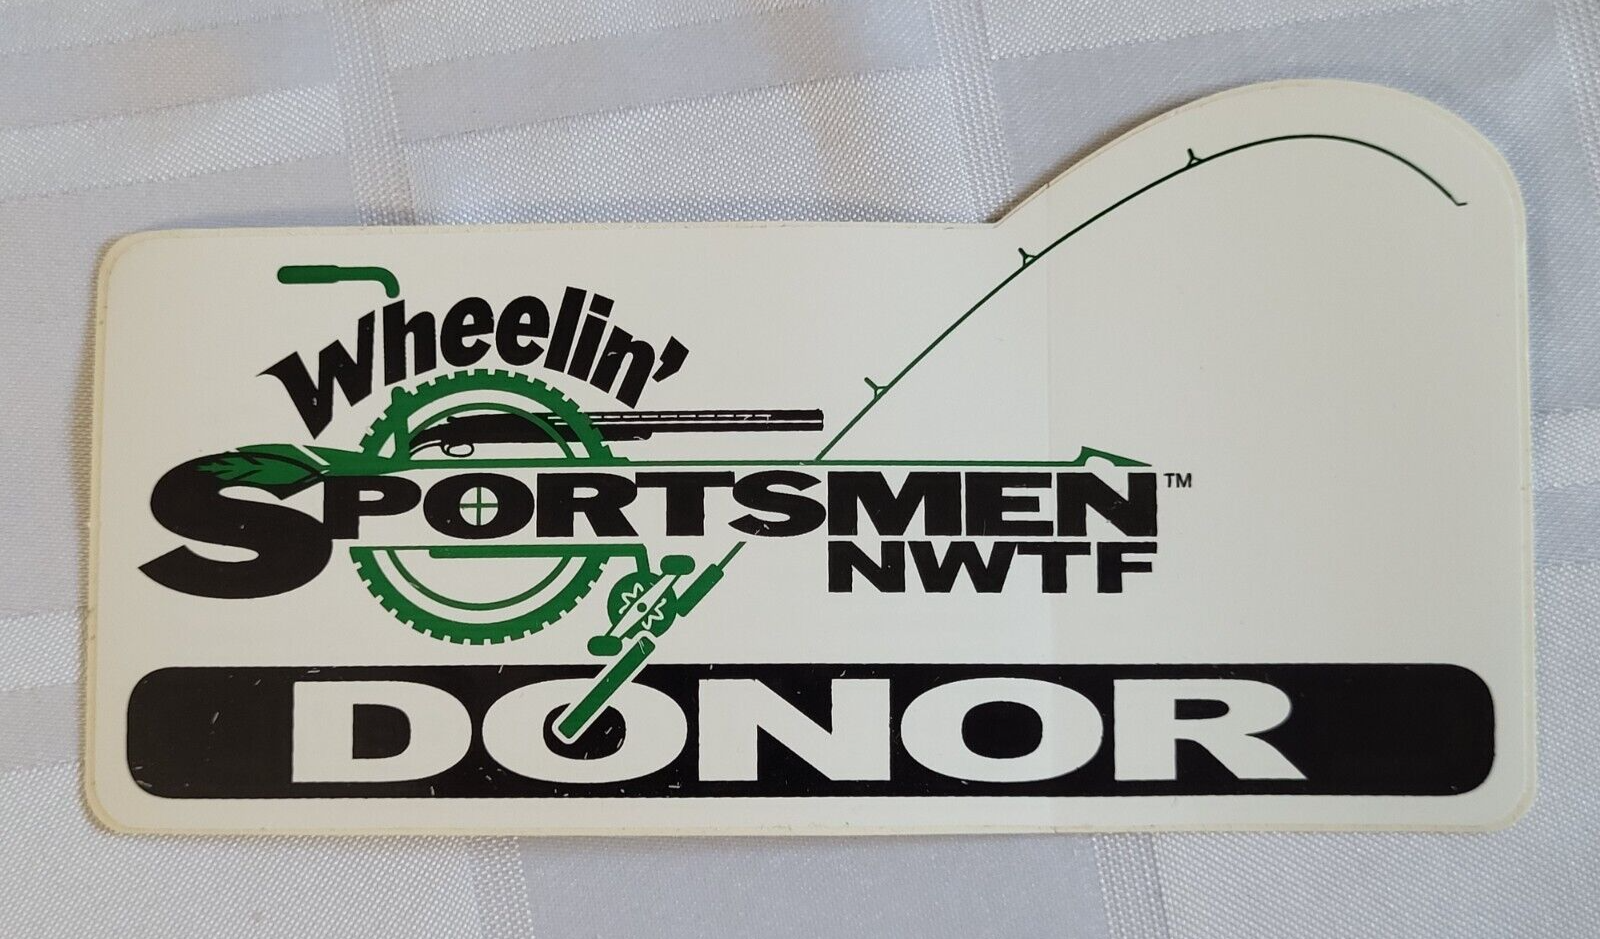 Wheelin'
SPORTSMEN™
NWTF
DONOR